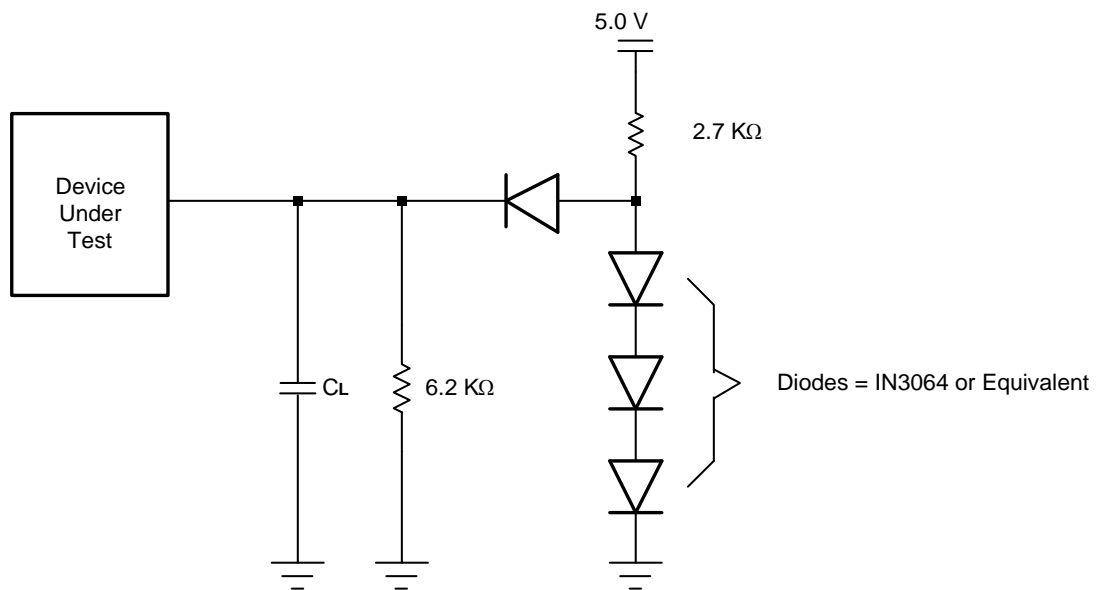 5.0 V
2.7 KΩ
Device
Under
Test
CL
6.2 KΩ
Diodes = IN3064 or Equivalent